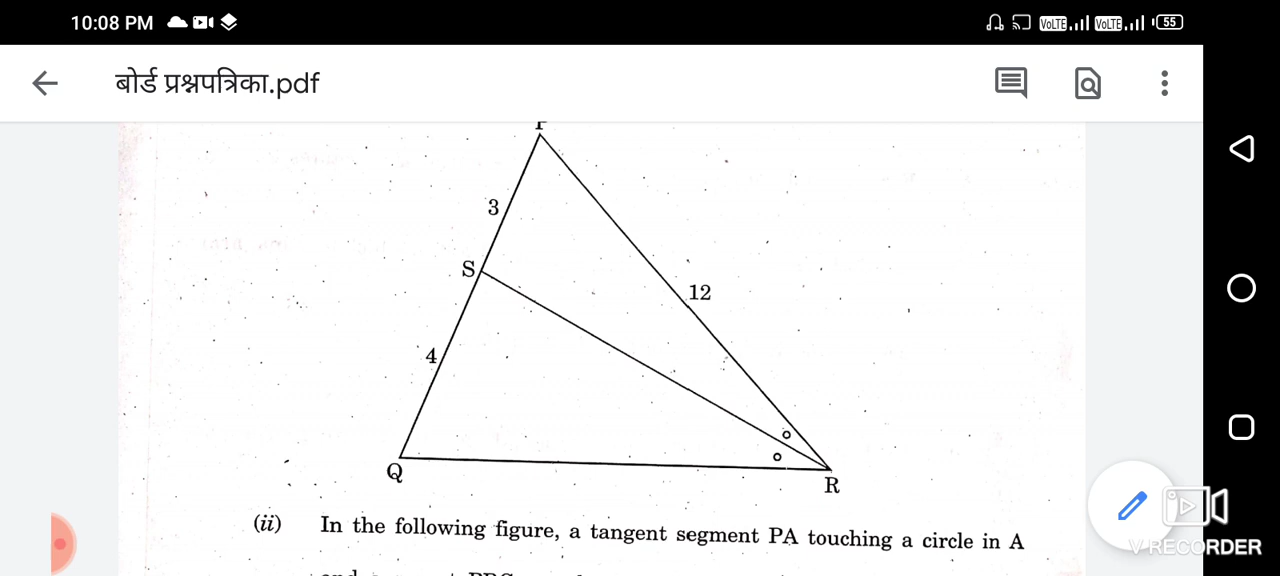 10:08 PM VoLTE VoLTE 55
बोर्ड प्रश्नपत्रिका.pdf
3
S
12
4
Q
R
(ii) In the following figure, a tangent segment PA touching a circle in A
V RECORDER